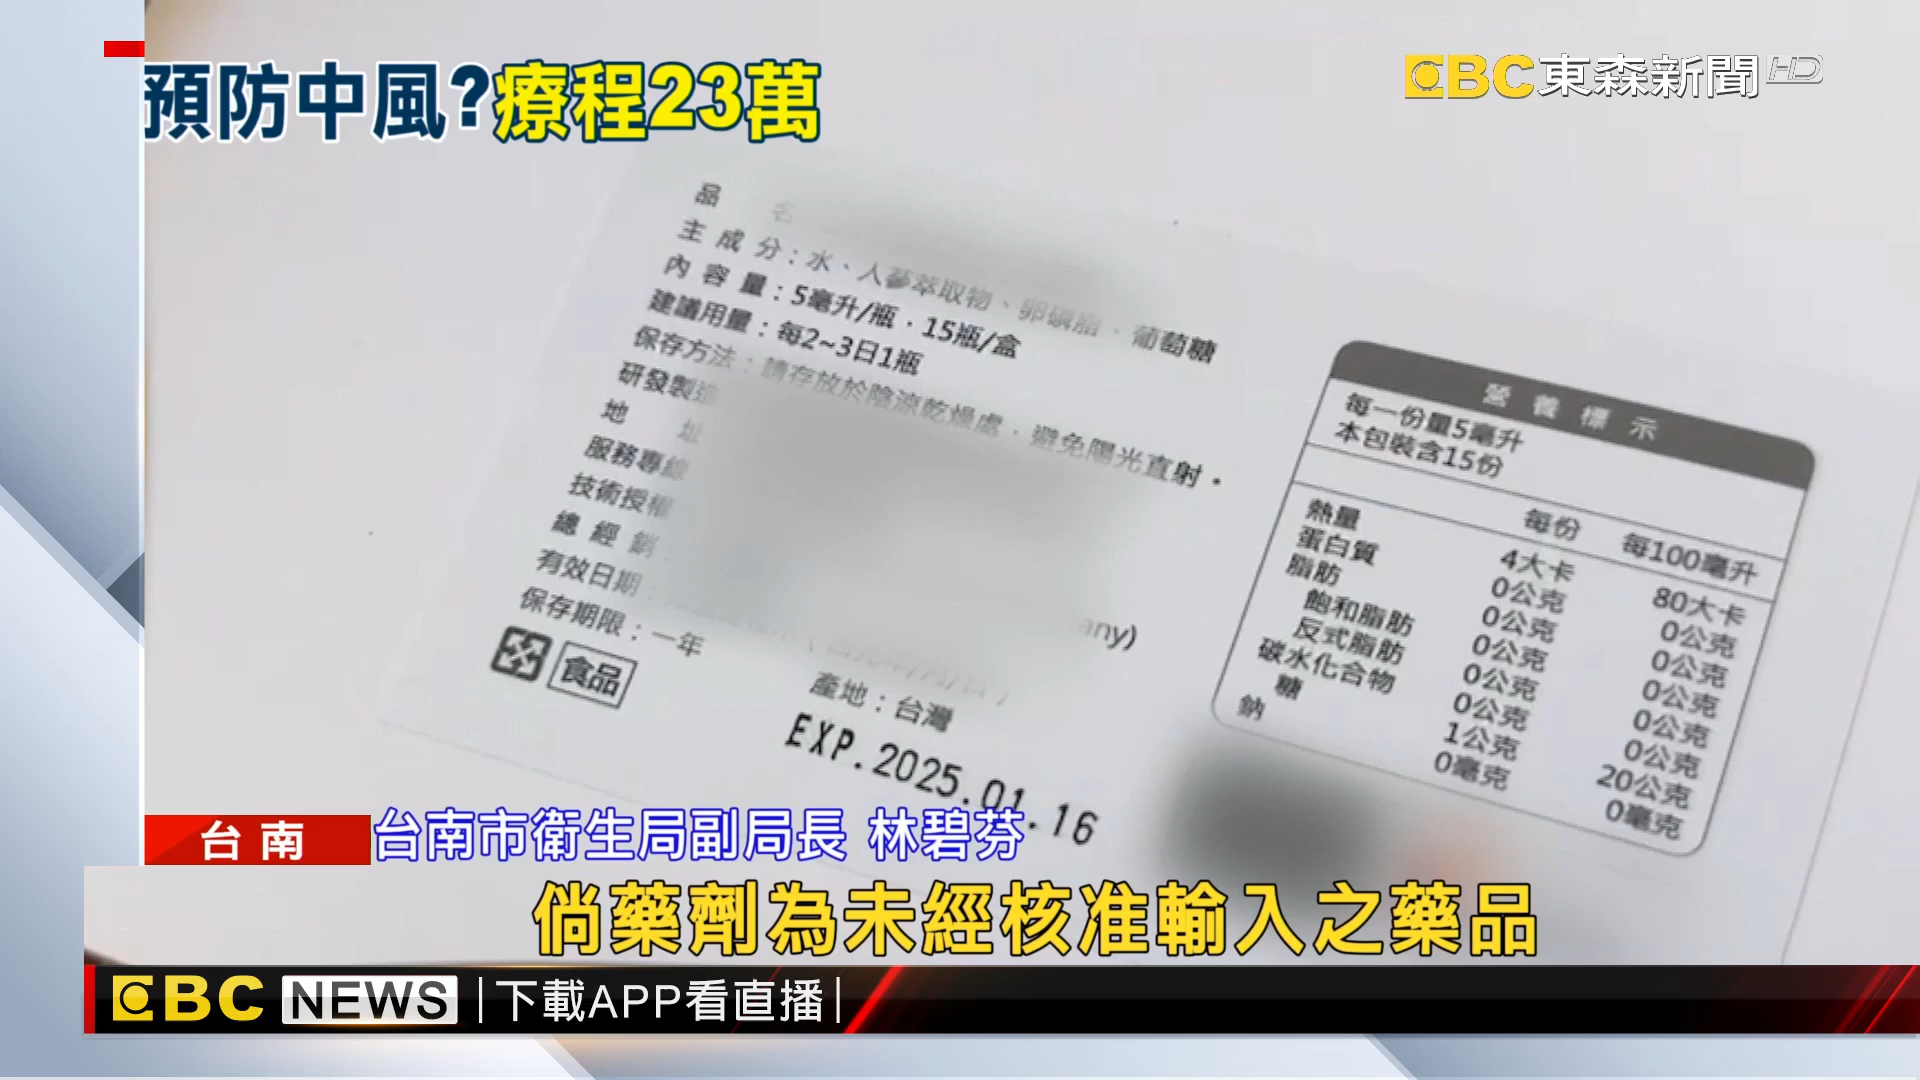 預防中風?療程23萬
EBC東森新聞HD
品 名
主成分：水、人蔘萃取物、卵磷脂、葡萄糖
內容量：5毫升/瓶．15瓶/盒
建議用量：每2~3日1瓶
保存方法：請存放於陰涼乾燥處．避免陽光直射．
研發製造
地 址
服務專線
技術授權
總經銷：
any)
有效日期：
保存期限：一年
食品
產地：台灣
EXP.2025.01.16
營養標示
每一份量5毫升
本包裝含15份
每份 每100毫升
熱量 4大卡 80大卡
蛋白質 0公克 0公克
脂肪 0公克 0公克
飽和脂肪 0公克 0公克
反式脂肪 0公克 0公克
碳水化合物 0公克 0公克
糖 1公克 20公克
鈉 0毫克 0毫克
台南
台南市衛生局副局長 林碧芬
倘藥劑為未經核准輸入之藥品
EBC NEWS |下載APP看直播|